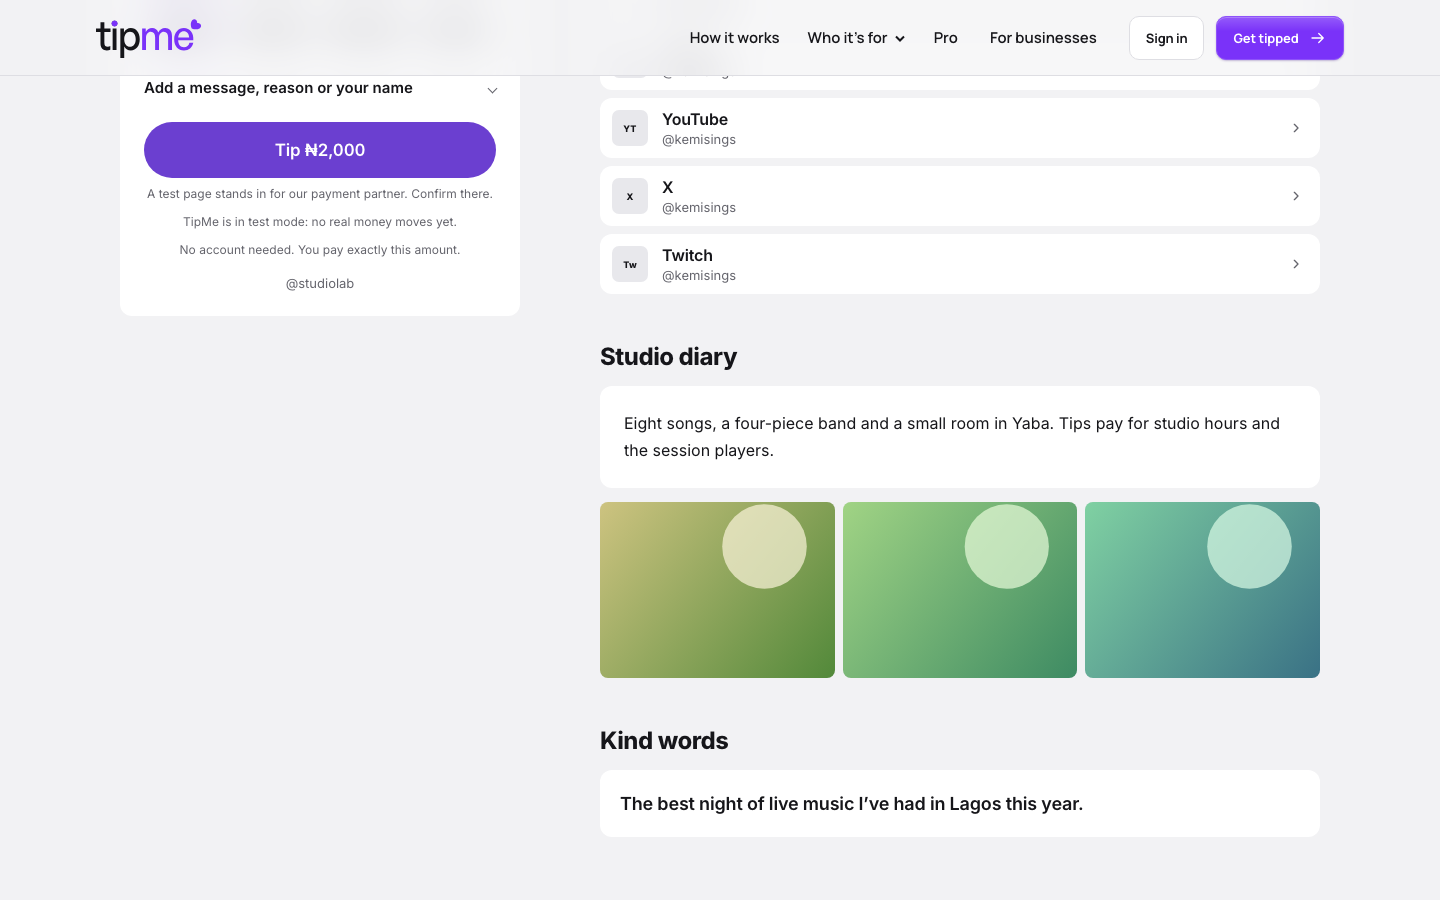 tipme
How it works
Who it's for
Pro
For businesses
Sign in
Get tipped
Add a message, reason or your name
Tip ₦2,000
A test page stands in for our payment partner. Confirm there.
TipMe is in test mode: no real money moves yet.
No account needed. You pay exactly this amount.
@studiolab
YT
YouTube
@kemisings
X
X
@kemisings
Tw
Twitch
@kemisings
Studio diary
Eight songs, a four-piece band and a small room in Yaba. Tips pay for studio hours and
the session players.
Kind words
The best night of live music I’ve had in Lagos this year.